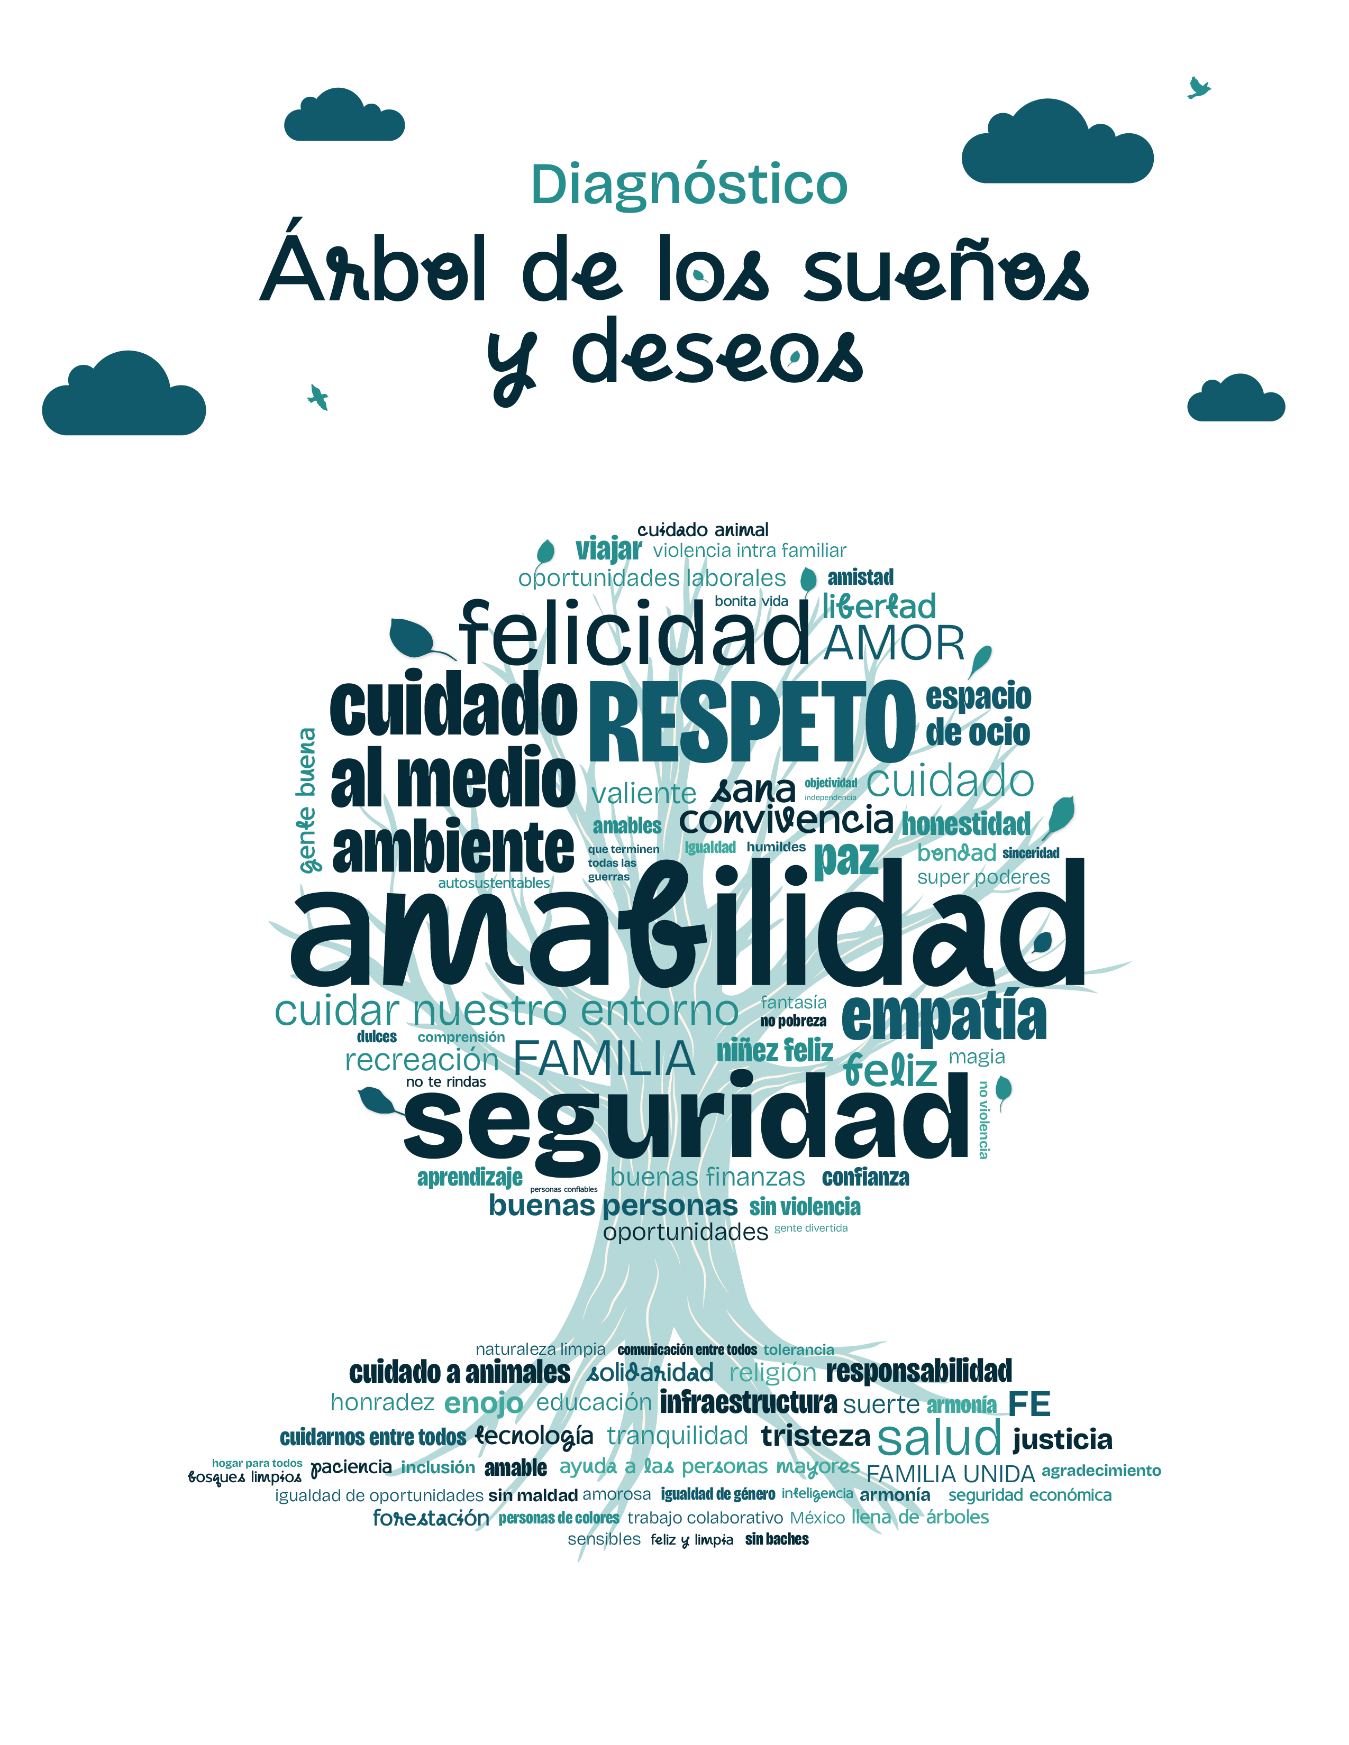 Diagnóstico
Árbol de los sueños
y deseos
cuidado animal
viajar violencia intra familiar
oportunidades laborales amistad
bonita vida libertad
felicidad AMOR
cuidado RESPETO espacio
de ocio
gente buena
al medio valiente sana objetividad cuidado
independencia
amables convivencia honestidad
ambiente que terminen igualdad humildes paz bondad sinceridad
todas las
guerras
super poderes
autosustentables
amabilidad
cuidar nuestro entorno fantasía empatía
no pobreza
dulces comprensión
recreación FAMILIA niñez feliz feliz magia
no te rindas
seguridad no violencia
aprendizaje buenas finanzas confianza
personas confiables
buenas personas sin violencia
oportunidades gente divertida
naturaleza limpia comunicación entre todos tolerancia
cuidado a animales solidaridad religión responsabilidad
honradez enojo educación infraestructura suerte armonía FE
cuidarnos entre todos tecnología tranquilidad tristeza salud justicia
hogar para todos
bosques limpios paciencia inclusión amable ayuda a las personas mayores FAMILIA UNIDA agradecimiento
igualdad de oportunidades sin maldad amorosa igualdad de género inteligencia armonía seguridad económica
forestación personas de colores trabajo colaborativo México llena de árboles
sensibles feliz y limpia sin baches